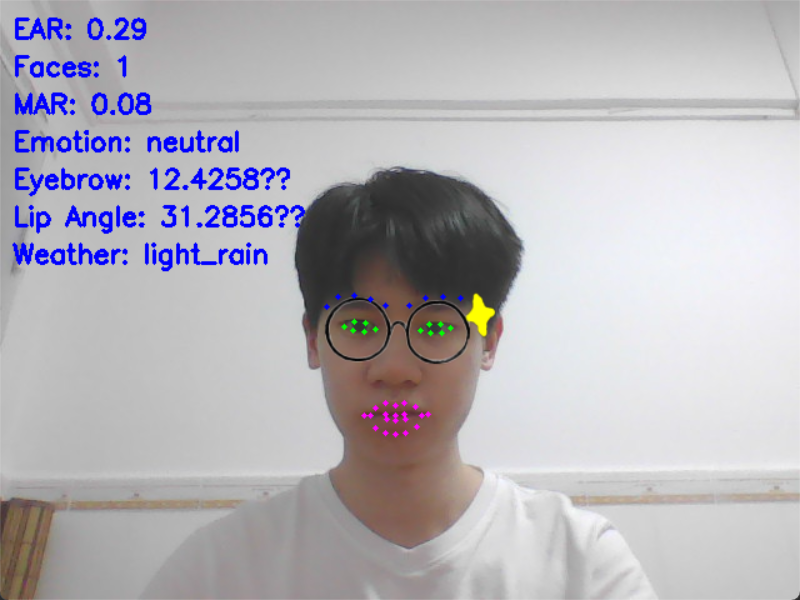 EAR: 0.29
Faces: 1
MAR: 0.08
Emotion: neutral
Eyebrow: 12.4258??
Lip Angle: 31.2856??
Weather: light_rain